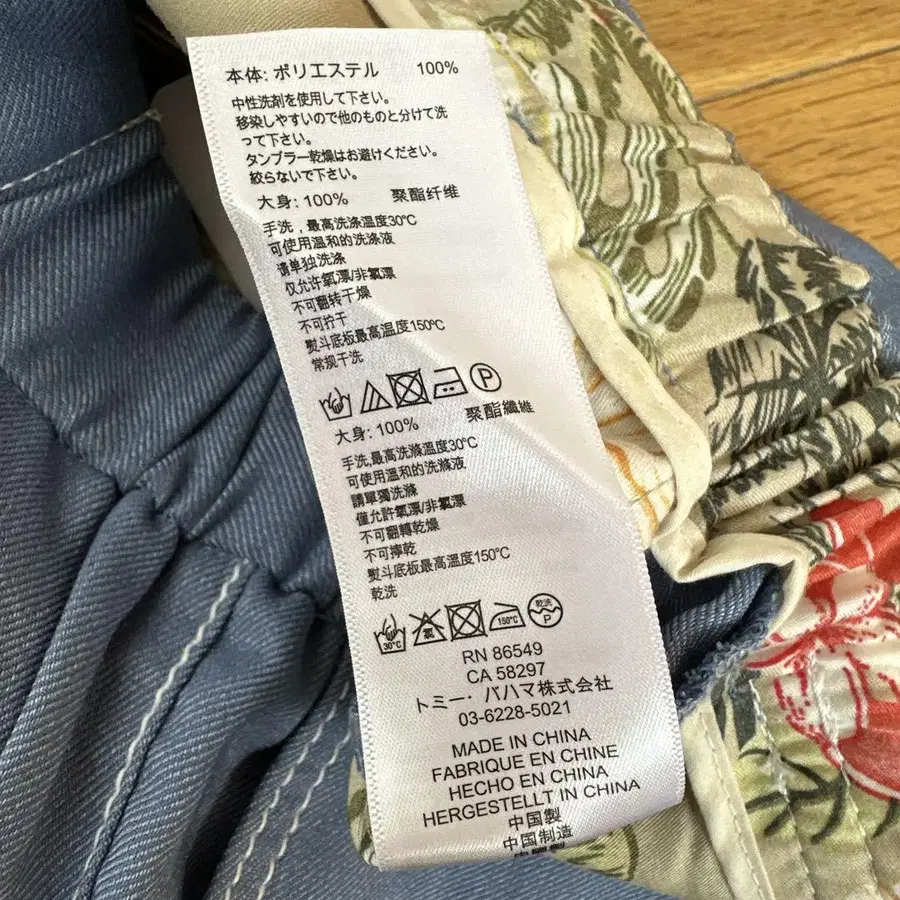 本体: ポリエステル 100%
中性洗剤を使用して下さい。
移染しやすいので他のものと分けて洗
って下さい。
タンブラー乾燥はお避けください。
絞らないで下さい。
大身: 100% 聚酯纤维
手洗，最高洗涤温度30℃
可使用温和的洗涤液
请单独洗涤
仅允许氧漂/非氯漂
不可翻转干燥
不可拧干
熨斗底板最高温度150℃
常规干洗
P
大身: 100% 聚酯纖維
手洗,最高洗滌溫度30℃
可使用溫和的洗滌液
請單獨洗滌
僅允許氧漂/非氯漂
不可翻轉乾燥
不可擰乾
熨斗底板最高溫度150℃
乾洗
30℃ 150℃ 乾洗 P
RN 86549
CA 58297
トミー・バハマ株式会社
03-6228-5021
MADE IN CHINA
FABRIQUE EN CHINE
HECHO EN CHINA
HERGESTELLT IN CHINA
中国製
中国制造